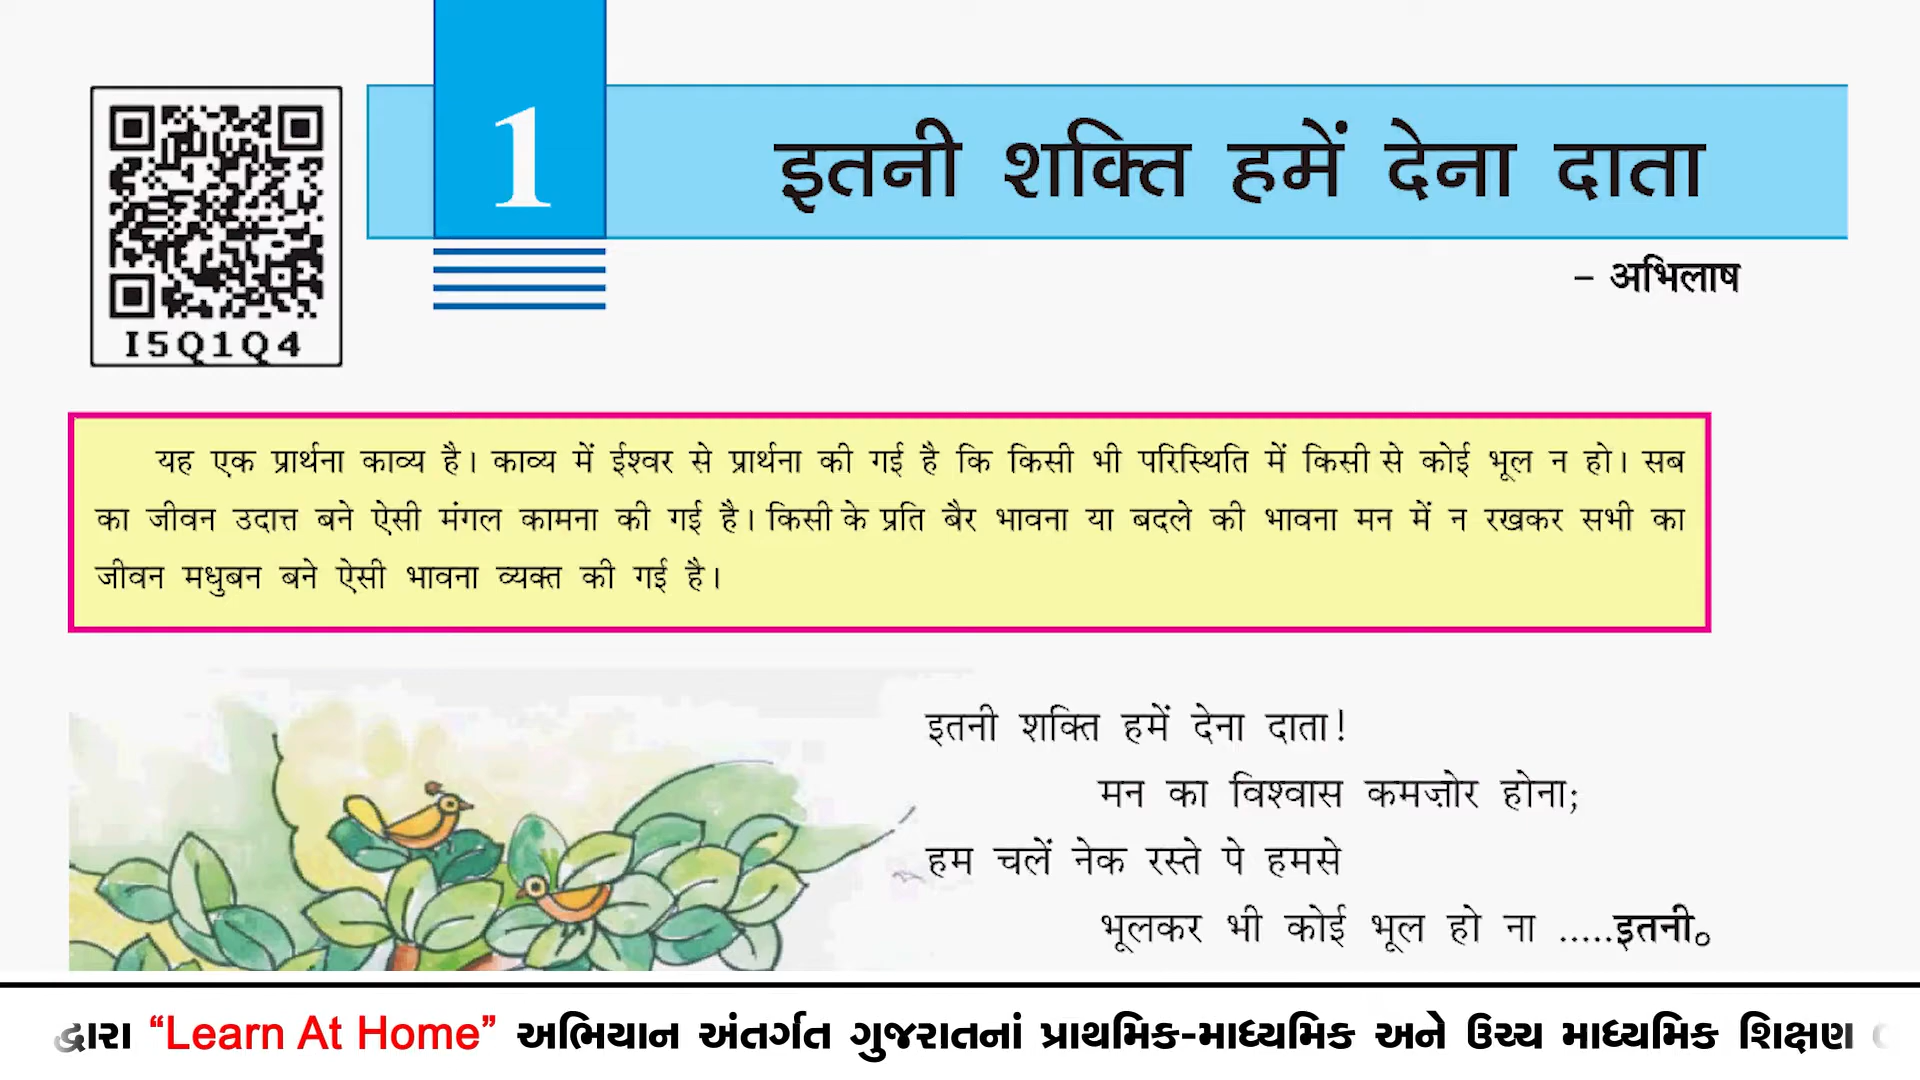 1
इतनी शक्ति हमें देना दाता
– अभिलाष
I5Q1Q4
यह एक प्रार्थना काव्य है। काव्य में ईश्वर से प्रार्थना की गई है कि किसी भी परिस्थिति में किसी से कोई भूल न हो। सब
का जीवन उदात्त बने ऐसी मंगल कामना की गई है। किसी के प्रति बैर भावना या बदले की भावना मन में न रखकर सभी का
जीवन मधुबन बने ऐसी भावना व्यक्त की गई है।
इतनी शक्ति हमें देना दाता!
मन का विश्वास कमज़ोर होना;
हम चलें नेक रस्ते पे हमसे
भूलकर भी कोई भूल हो ना .....इतनी॰
દ્વારા “Learn At Home” અભિયાન અંતર્ગત ગુજરાતનાં પ્રાથમિક-માધ્યમિક અને ઉચ્ચ માધ્યમિક શિક્ષણ